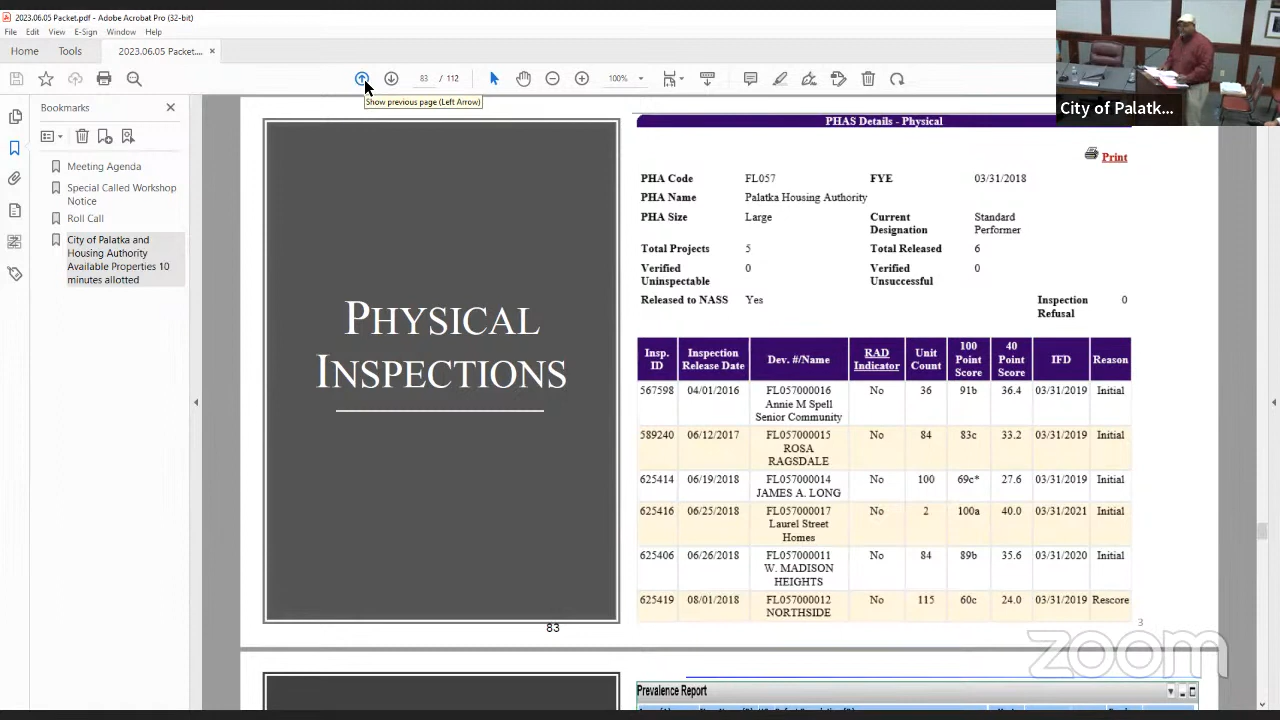 2023.06.05 Packet.pdf - Adobe Acrobat Pro (32-bit)
File Edit View E-Sign Window Help
Home Tools 2023.06.05 Packet.... ×
83 / 112 100%
Show previous page (Left Arrow)
Bookmarks
Meeting Agenda
Special Called Workshop
Notice
Roll Call
City of Palatka and
Housing Authority
Available Properties 10
minutes allotted
PHYSICAL
INSPECTIONS
83
City of Palatk...
PHAS Details - Physical
Print
PHA Code FL057 FYE 03/31/2018
PHA Name Palatka Housing Authority
PHA Size Large Current Designation Standard Performer
Total Projects 5 Total Released 6
Verified Uninspectable 0 Verified Unsuccessful 0
Released to NASS Yes Inspection Refusal 0
Insp. ID Inspection Release Date Dev. #/Name RAD Indicator Unit Count 100 Point Score 40 Point Score IFD Reason
567598 04/01/2016 FL057000016 Annie M Spell Senior Community No 36 91b 36.4 03/31/2019 Initial
589240 06/12/2017 FL057000015 ROSA RAGSDALE No 84 83c 33.2 03/31/2019 Initial
625414 06/19/2018 FL057000014 JAMES A. LONG No 100 69c* 27.6 03/31/2019 Initial
625416 06/25/2018 FL057000017 Laurel Street Homes No 2 100a 40.0 03/31/2021 Initial
625406 06/26/2018 FL057000011 W. MADISON HEIGHTS No 84 89b 35.6 03/31/2020 Initial
625419 08/01/2018 FL057000012 NORTHSIDE No 115 60c 24.0 03/31/2019 Rescore
3
zoom
Prevalence Report